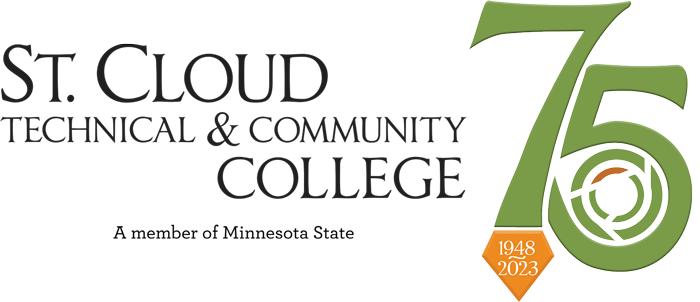 ST. CLOUD
TECHNICAL & COMMUNITY
COLLEGE
A member of Minnesota State
75
1948
~
2023